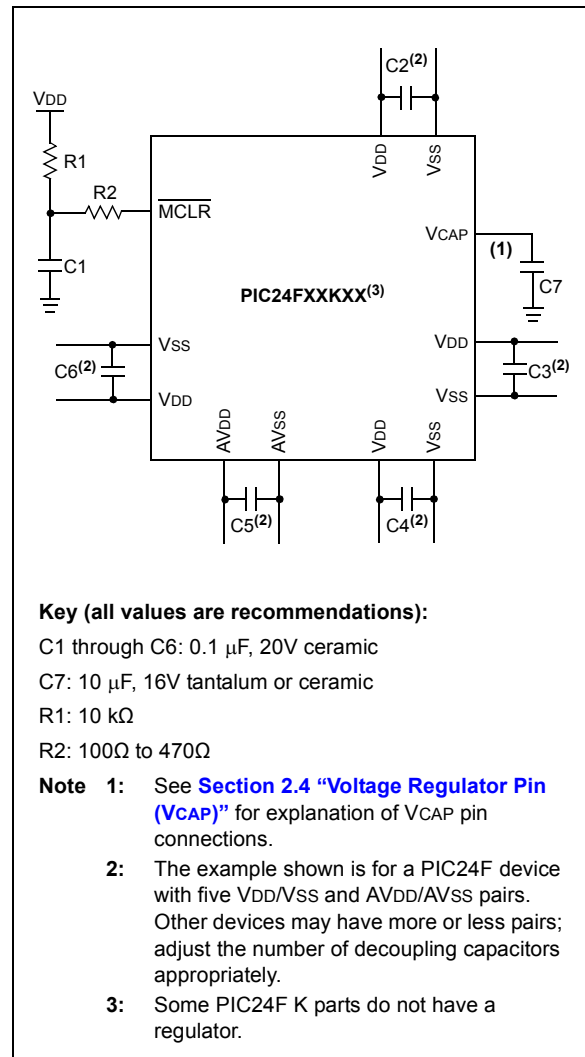 C2(2)
VDD
R1
R2
C1
MCLR
VDD
VSS
VCAP
(1)
C7
PIC24FXXKXX(3)
VSS
C6(2)
VDD
VDD
C3(2)
VSS
AVDD
AVSS
VDD
VSS
C5(2)
C4(2)
Key (all values are recommendations):
C1 through C6: 0.1 μF, 20V ceramic
C7: 10 μF, 16V tantalum or ceramic
R1: 10 kΩ
R2: 100Ω to 470Ω
Note 1: See Section 2.4 “Voltage Regulator Pin
(VCAP)” for explanation of VCAP pin
connections.
2: The example shown is for a PIC24F device
with five VDD/VSS and AVDD/AVSS pairs.
Other devices may have more or less pairs;
adjust the number of decoupling capacitors
appropriately.
3: Some PIC24F K parts do not have a
regulator.